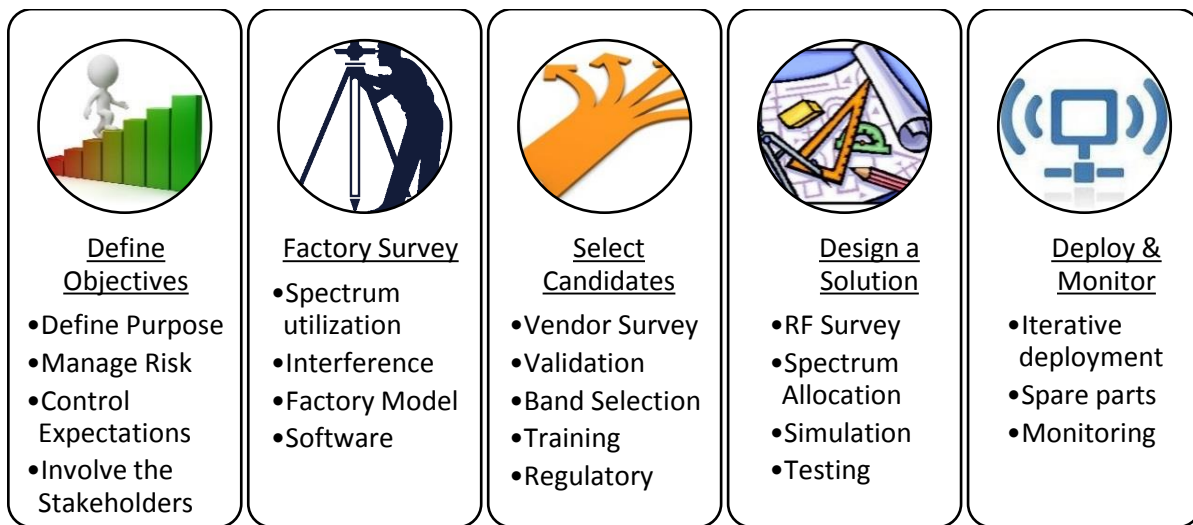 Define
Objectives
•Define Purpose
•Manage Risk
•Control
Expectations
•Involve the
Stakeholders
Factory Survey
•Spectrum
utilization
•Interference
•Factory Model
•Software
Select
Candidates
•Vendor Survey
•Validation
•Band Selection
•Training
•Regulatory
Design a
Solution
•RF Survey
•Spectrum
Allocation
•Simulation
•Testing
Deploy &
Monitor
•Iterative
deployment
•Spare parts
•Monitoring